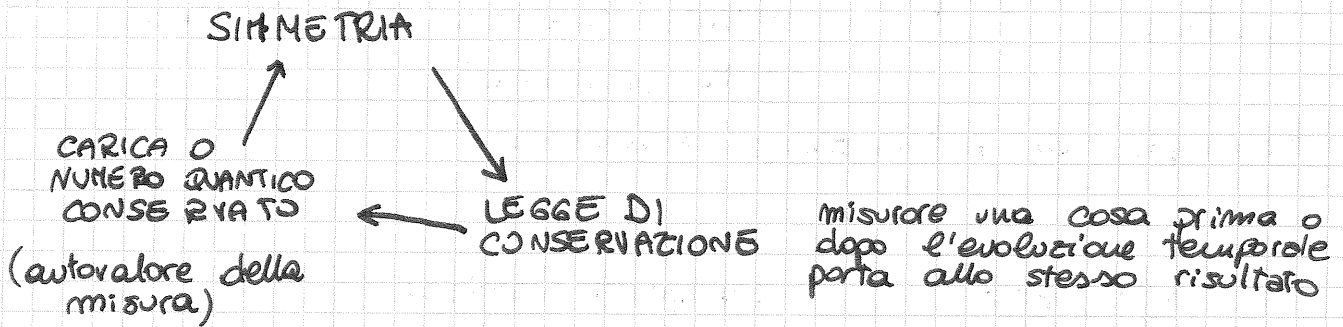 SIMMETRIA
CARICA O
NUMERO QUANTICO
CONSERVATO
(autovalore della
misura)
LEGGE DI
CONSERVAZIONE
misurare una cosa prima o
dopo l'evoluzione temporale
porta allo stesso risultato